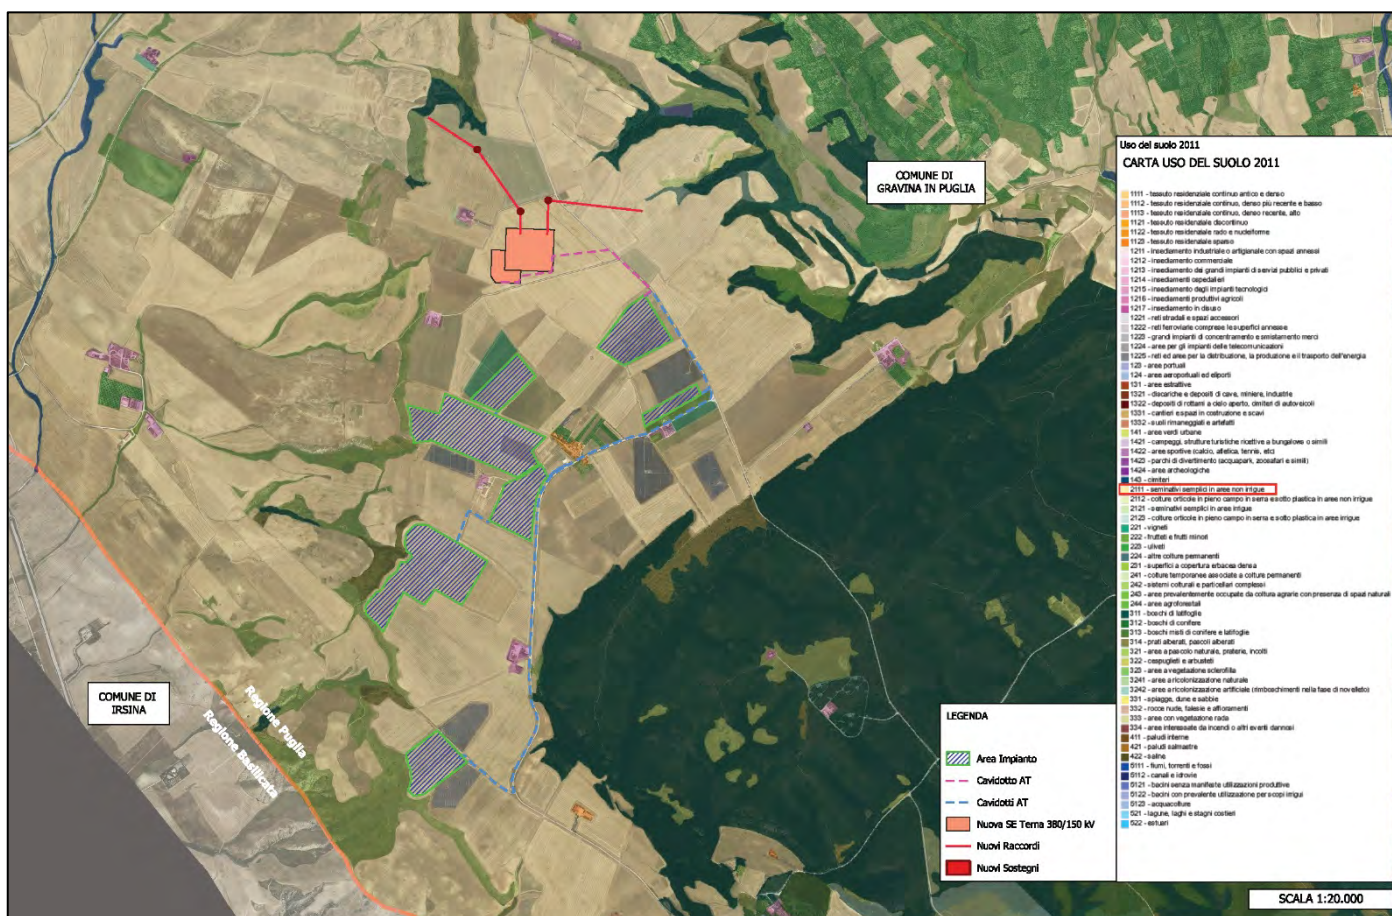 COMUNE DI
GRAVINA IN PUGLIA
COMUNE DI
IRSINA
Regione Puglia
Regione Basilicata
Uso del suolo 2011
CARTA USO DEL SUOLO 2011
1111 - tessuto residenziale continuo antico e denso
1112 - tessuto residenziale continuo, denso più recente e basso
1113 - tessuto residenziale continuo, denso recente, alto
1121 - tessuto residenziale discontinuo
1122 - tessuto residenziale rado e nucleiforme
1123 - tessuto residenziale sparso
1211 - insediamento industriale o artigianale con spazi annessi
1212 - insediamento commerciale
1213 - insediamento dei grandi impianti di servizi pubblici e privati
1214 - insediamenti ospedalieri
1215 - insediamento degli impianti tecnologici
1216 - insediamenti produttivi agricoli
1217 - insediamento in disuso
1221 - reti stradali e spazi accessori
1222 - reti ferroviarie comprese le superfici annesse
1223 - grandi impianti di concentramento e smistamento merci
1224 - aree per gli impianti delle telecomunicazioni
1225 - reti ed aree per la distribuzione, la produzione e il trasporto dell'energia
123 - aree portuali
124 - aree aeroportuali ed eliporti
131 - aree estrattive
1321 - discariche e depositi di cave, miniere, industrie
1322 - depositi di rottami a cielo aperto, cimiteri di autoveicoli
1331 - cantieri e spazi in costruzione e scavi
1332 - suoli rimaneggiati e artefatti
141 - aree verdi urbane
1421 - campeggi, strutture turistiche ricettive a bungalows o simili
1422 - aree sportive (calcio, atletica, tennis, etc)
1423 - parchi di divertimento (acquapark, zoosafari e simili)
1424 - aree archeologiche
143 - cimiteri
2111 - seminativi semplici in aree non irrigue
2112 - colture orticole in pieno campo in serra e sotto plastica in aree non irrigue
2121 - seminativi semplici in aree irrigue
2123 - colture orticole in pieno campo in serra e sotto plastica in aree irrigue
221 - vigneti
222 - frutteti e frutti minori
223 - uliveti
224 - altre colture permanenti
231 - superfici a copertura erbacea densa
241 - colture temporanee associate a colture permanenti
242 - sistemi colturali e particellari complessi
243 - aree prevalentemente occupate da coltura agrarie con presenza di spazi naturali
244 - aree agroforestali
311 - boschi di latifoglie
312 - boschi di conifere
313 - boschi misti di conifere e latifoglie
314 - prati alberati, pascoli alberati
321 - aree a pascolo naturale, praterie, incolti
322 - cespuglieti e arbusteti
323 - aree a vegetazione sclerofilla
3241 - aree a ricolonizzazione naturale
3242 - aree a ricolonizzazione artificiale (rimboschimenti nella fase di novelleto)
331 - spiagge, dune e sabbie
332 - rocce nude, falesie e affioramenti
333 - aree con vegetazione rada
334 - aree interessate da incendi o altri eventi dannosi
411 - paludi interne
421 - paludi salmastre
422 - saline
5111 - fiumi, torrenti e fossi
5112 - canali e idrovie
5121 - bacini senza manifeste utilizzazioni produttive
5122 - bacini con prevalente utilizzazione per scopi irrigui
5123 - acquacolture
521 - lagune, laghi e stagni costieri
522 - estuari
LEGENDA
Area Impianto
Cavidotto AT
Cavidotti AT
Nuova SE Terna 380/150 kV
Nuovi Raccordi
Nuovi Sostegni
SCALA 1:20.000